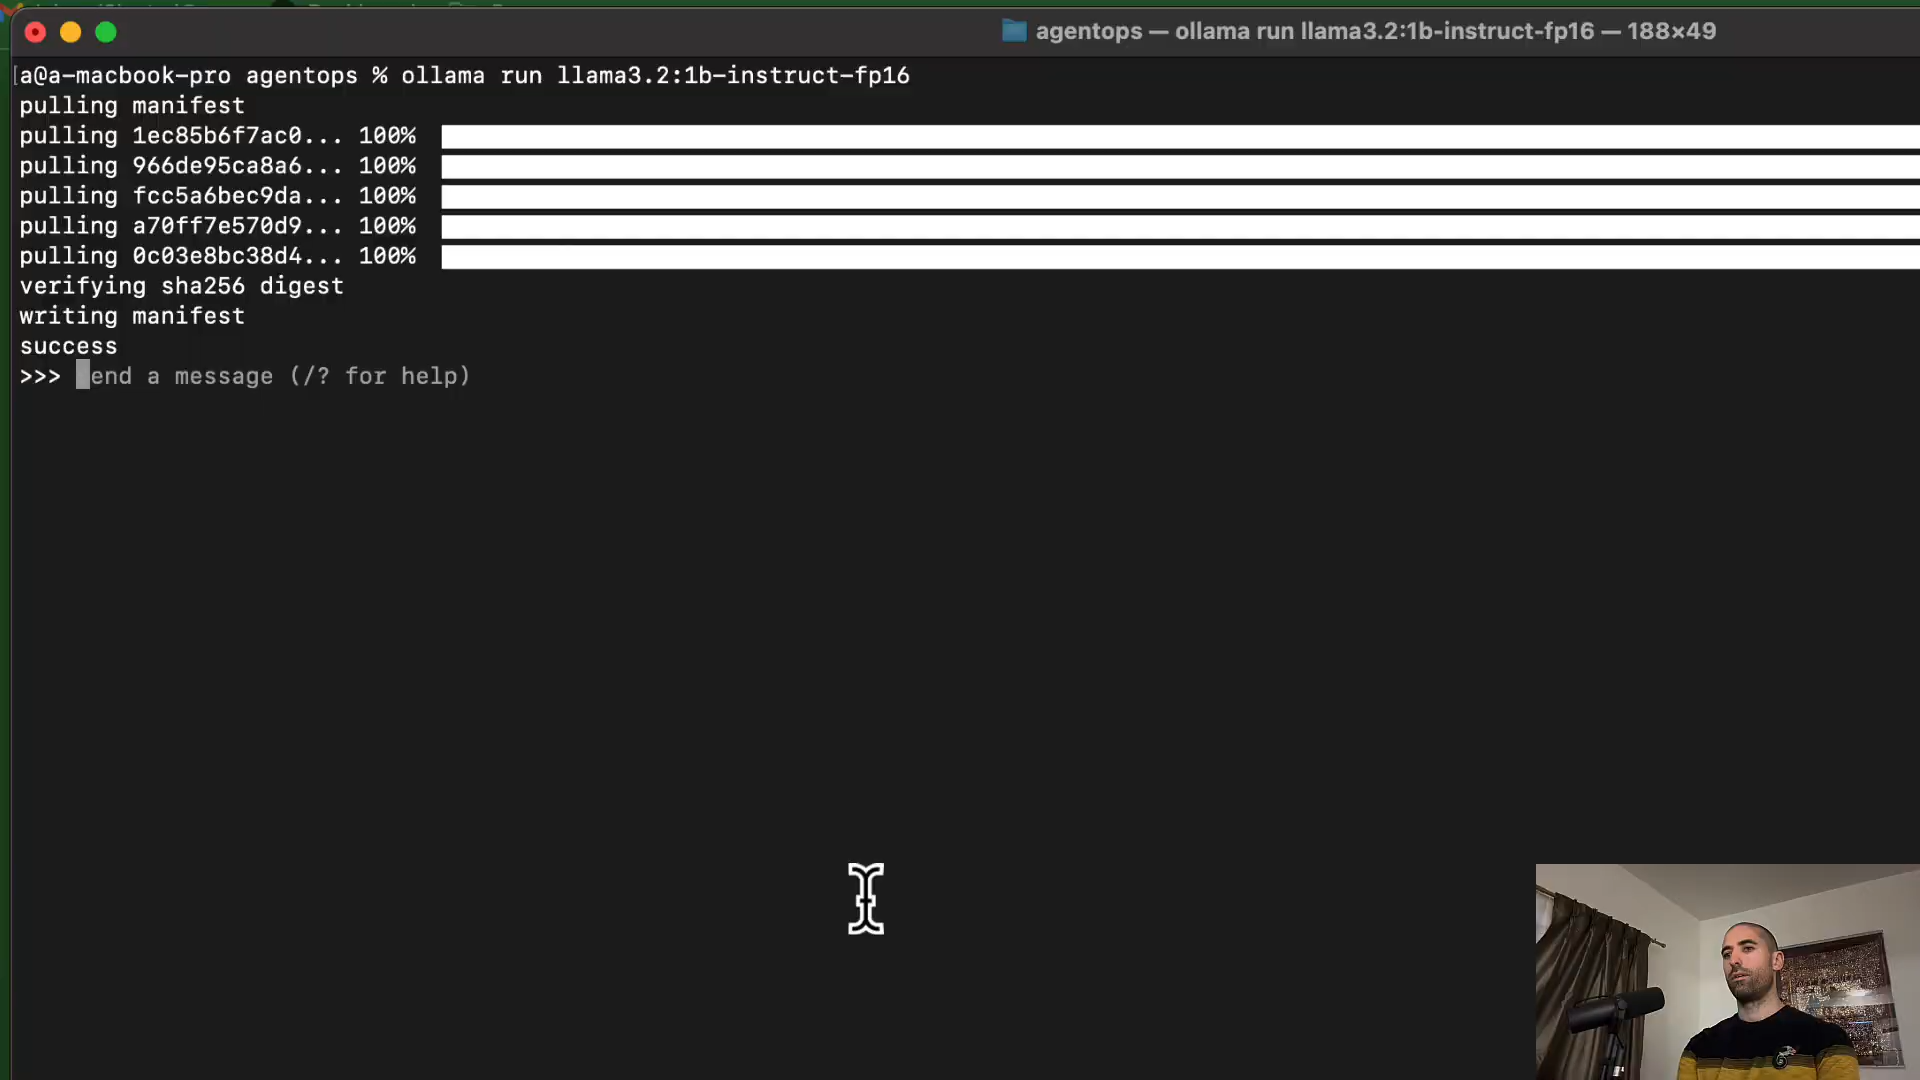 agentops — ollama run llama3.2:1b-instruct-fp16 — 188×49
[a@a-macbook-pro agentops % ollama run llama3.2:1b-instruct-fp16
pulling manifest
pulling 1ec85b6f7ac0... 100%
pulling 966de95ca8a6... 100%
pulling fcc5a6bec9da... 100%
pulling a70ff7e570d9... 100%
pulling 0c03e8bc38d4... 100%
verifying sha256 digest
writing manifest
success
>>> end a message (/? for help)